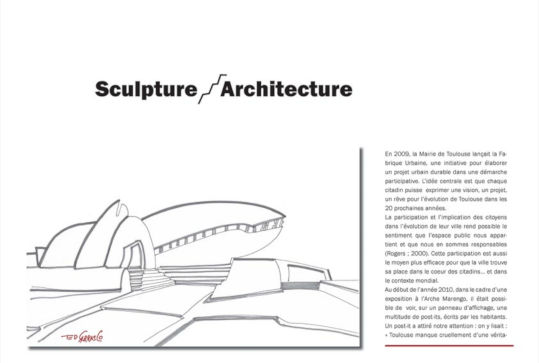 Sculpture Architecture
En 2009, la Mairie de Toulouse lançait la Fa-
brique Urbaine, une initiative pour élaborer
un projet urbain durable dans une démarche
participative. L'idée centrale est que chaque
citadin puisse exprimer une vision, un projet,
un rêve pour l'évolution de Toulouse dans les
20 prochaines années.
La participation et l'implication des citoyens
dans l'évolution de leur ville rend possible le
sentiment que l'espace public nous appar-
tient et que nous en sommes responsables
(Rogers ; 2000). Cette participation est aussi
le moyen plus efficace pour que la ville trouve
sa place dans le coeur des citadins... et dans
le contexte mondial.
Au début de l'année 2010, dans le cadre d'une
exposition à l'Arche Marengo, il était possi-
ble de voir, sur un panneau d'affichage, une
multitude de post-its, écrits par les habitants.
Un post-it a attiré notre attention : on y lisait :
« Toulouse manque cruellement d'une vérita-